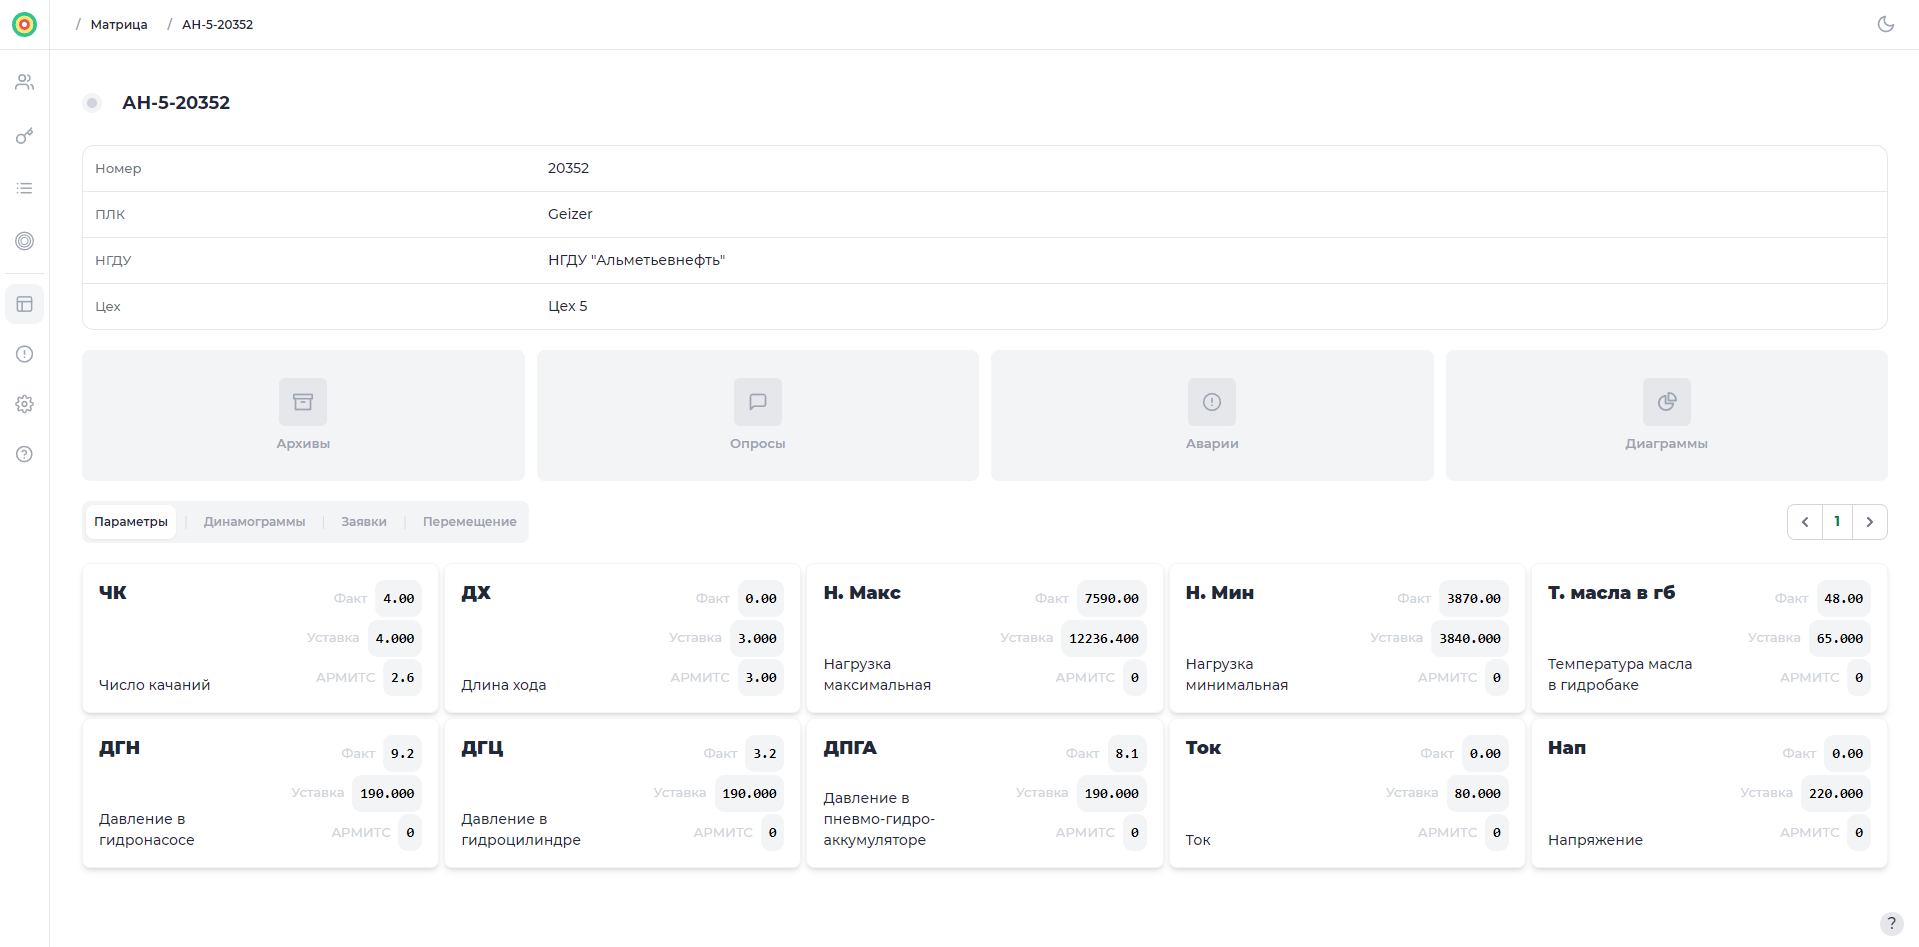 / Матрица / АН-5-20352
АН-5-20352
Номер 20352
ПЛК Geizer
НГДУ НГДУ "Альметьевнефть"
Цех Цех 5
Архивы Опросы Аварии Диаграммы
Параметры | Динамограммы | Заявки | Перемещение
1
ЧК
Факт 4.00
Уставка 4.000
АРМИТС 2.6
Число качаний
ДХ
Факт 0.00
Уставка 3.000
АРМИТС 3.00
Длина хода
Н. Макс
Факт 7590.00
Уставка 12236.400
АРМИТС 0
Нагрузка
максимальная
Н. Мин
Факт 3870.00
Уставка 3840.000
АРМИТС 0
Нагрузка
минимальная
Т. масла в гб
Факт 48.00
Уставка 65.000
АРМИТС 0
Температура масла
в гидробаке
ДГН
Факт 9.2
Уставка 190.000
АРМИТС 0
Давление в
гидронасосе
ДГЦ
Факт 3.2
Уставка 190.000
АРМИТС 0
Давление в
гидроцилиндре
ДПГА
Факт 8.1
Уставка 190.000
АРМИТС 0
Давление в
пневмо-гидро-
аккумуляторе
Ток
Факт 0.00
Уставка 80.000
АРМИТС 0
Ток
Нап
Факт 0.00
Уставка 220.000
АРМИТС 0
Напряжение
?